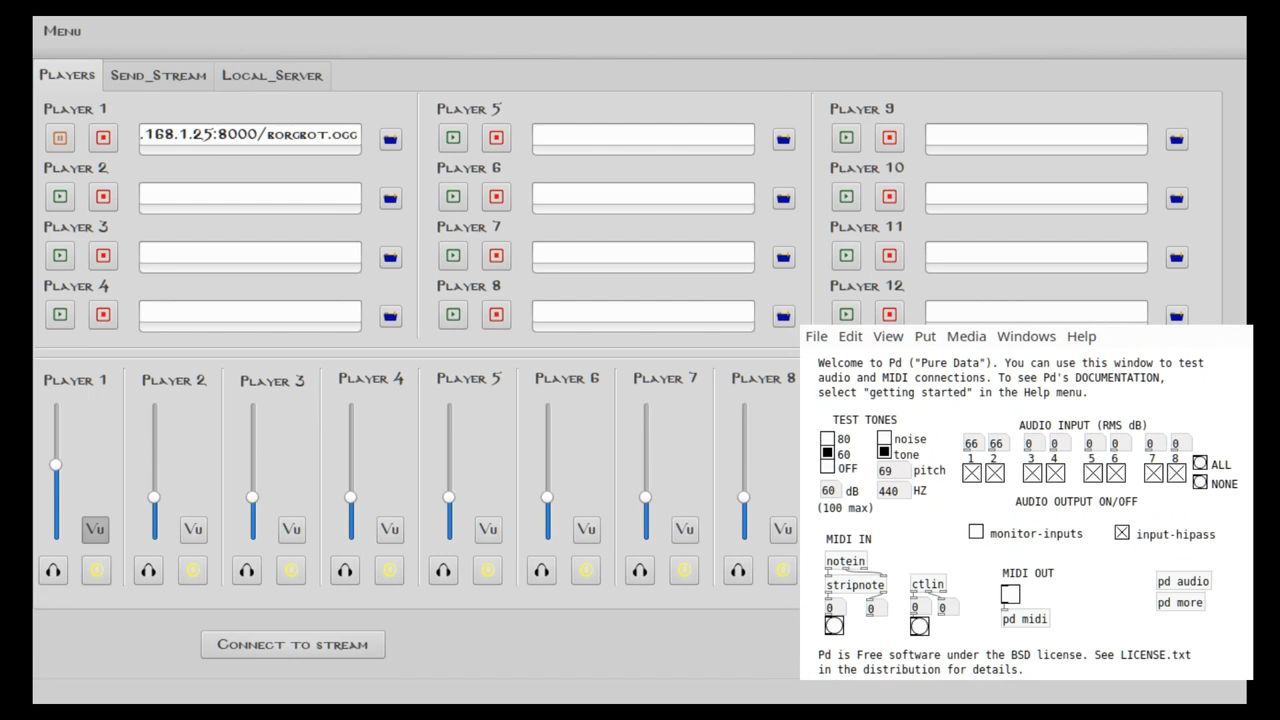 Menu
Players Send_Stream Local_Server
Player 1 Player 5 Player 9
.168.1.25:8000/borgbot.ogg
Player 2 Player 6 Player 10
Player 3 Player 7 Player 11
Player 4 Player 8 Player 12
Player 1 Player 2 Player 3 Player 4 Player 5 Player 6 Player 7 Player 8
Vu Vu Vu Vu Vu Vu Vu Vu
Connect to stream
File Edit View Put Media Windows Help
Welcome to Pd ("Pure Data"). You can use this window to test
audio and MIDI connections. To see Pd's DOCUMENTATION,
select "getting started" in the Help menu.
TEST TONES
80
60
OFF
60 dB
(100 max)
noise
tone
69 pitch
440 HZ
AUDIO INPUT (RMS dB)
66 66 0 0 0 0 0 0
1 2 3 4 5 6 7 8
ALL
NONE
AUDIO OUTPUT ON/OFF
monitor-inputs input-hipass
MIDI IN
notein
stripnote
0 0
ctlin
0 0
MIDI OUT
pd midi
pd audio
pd more
Pd is Free software under the BSD license. See LICENSE.txt
in the distribution for details.